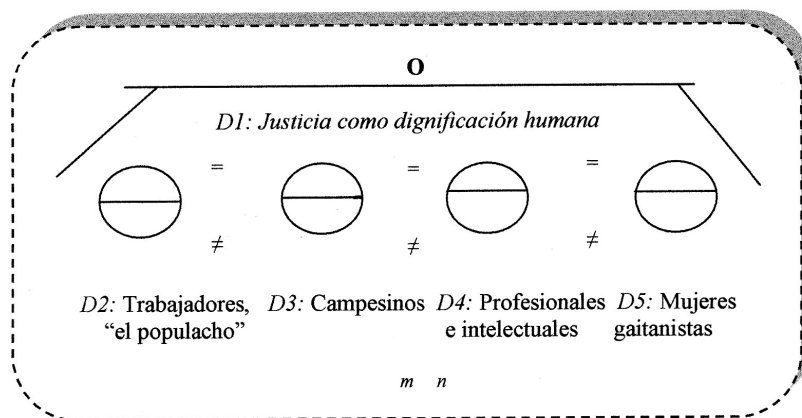 O
D1: Justicia como dignificación humana
= = =
≠ ≠ ≠
D2: Trabajadores, D3: Campesinos D4: Profesionales D5: Mujeres
“el populacho” e intelectuales gaitanistas
m n